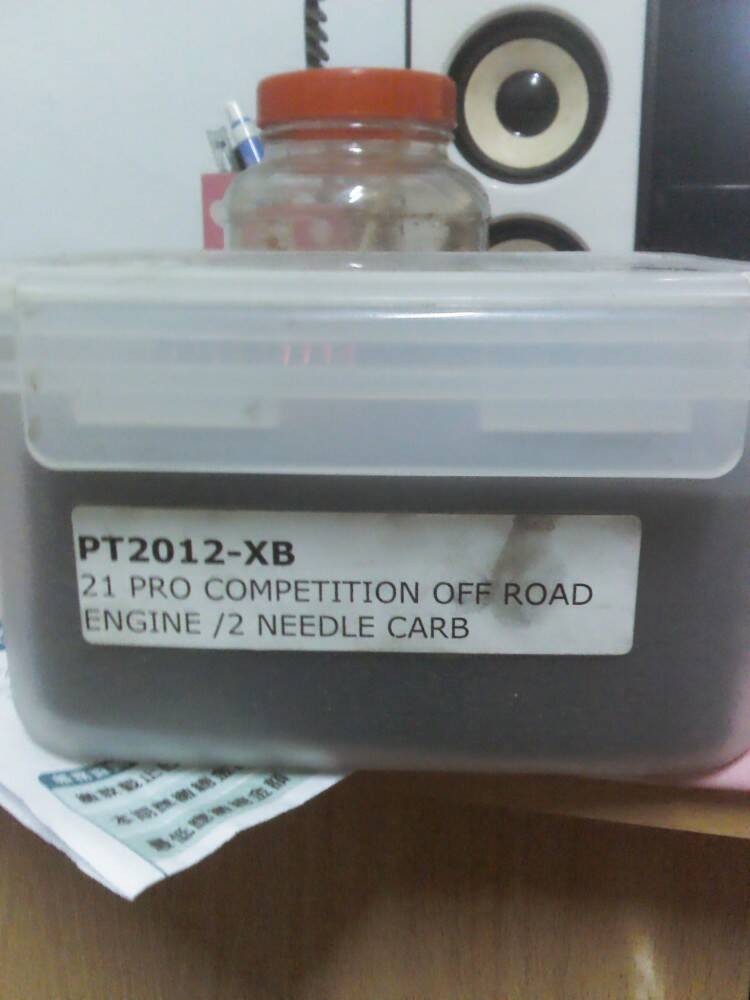 PT2012-XB
21 PRO COMPETITION OFF ROAD
ENGINE /2 NEEDLE CARB